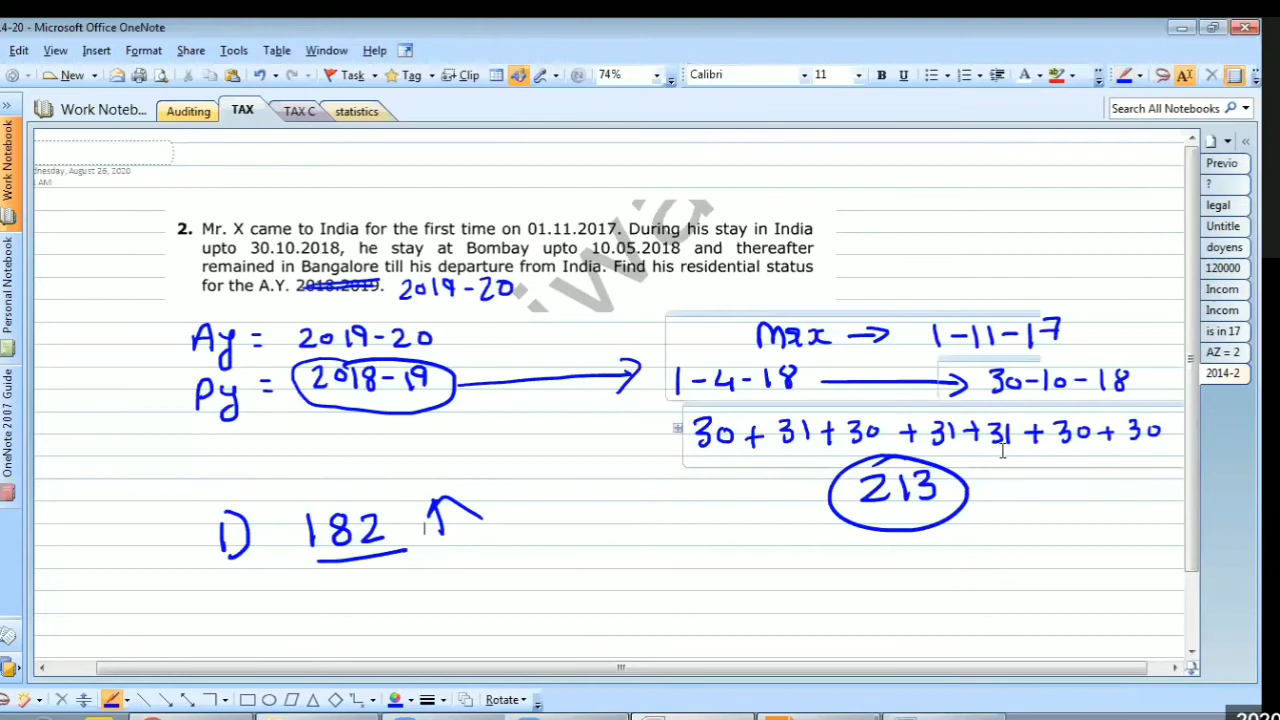 4-20 - Microsoft Office OneNote
Edit View Insert Format Share Tools Table Window Help
New Task Tag Clip 74% Calibri 11 B U A
Work Noteb... Auditing TAX TAX C statistics Search All Notebooks
Work Notebook
Personal Notebook
OneNote 2007 Guide
dnesday, August 26, 2020
AM
2. Mr. X came to India for the first time on 01.11.2017. During his stay in India
upto 30.10.2018, he stay at Bombay upto 10.05.2018 and thereafter
remained in Bangalore till his departure from India. Find his residential status
for the A.Y. 2018.2019. 2019-20
Ay = 2019-20
Py = 2018-19
Mr x → 1-11-17
1-4-18 → 30-10-18
30 + 31 + 30 + 31 + 31 + 30 + 30
213
1) 182 ↑
Previo
?
legal
Untitle
doyens
120000
Incom
Incom
is in 17
AZ = 2
2014-2
Rotate
2020